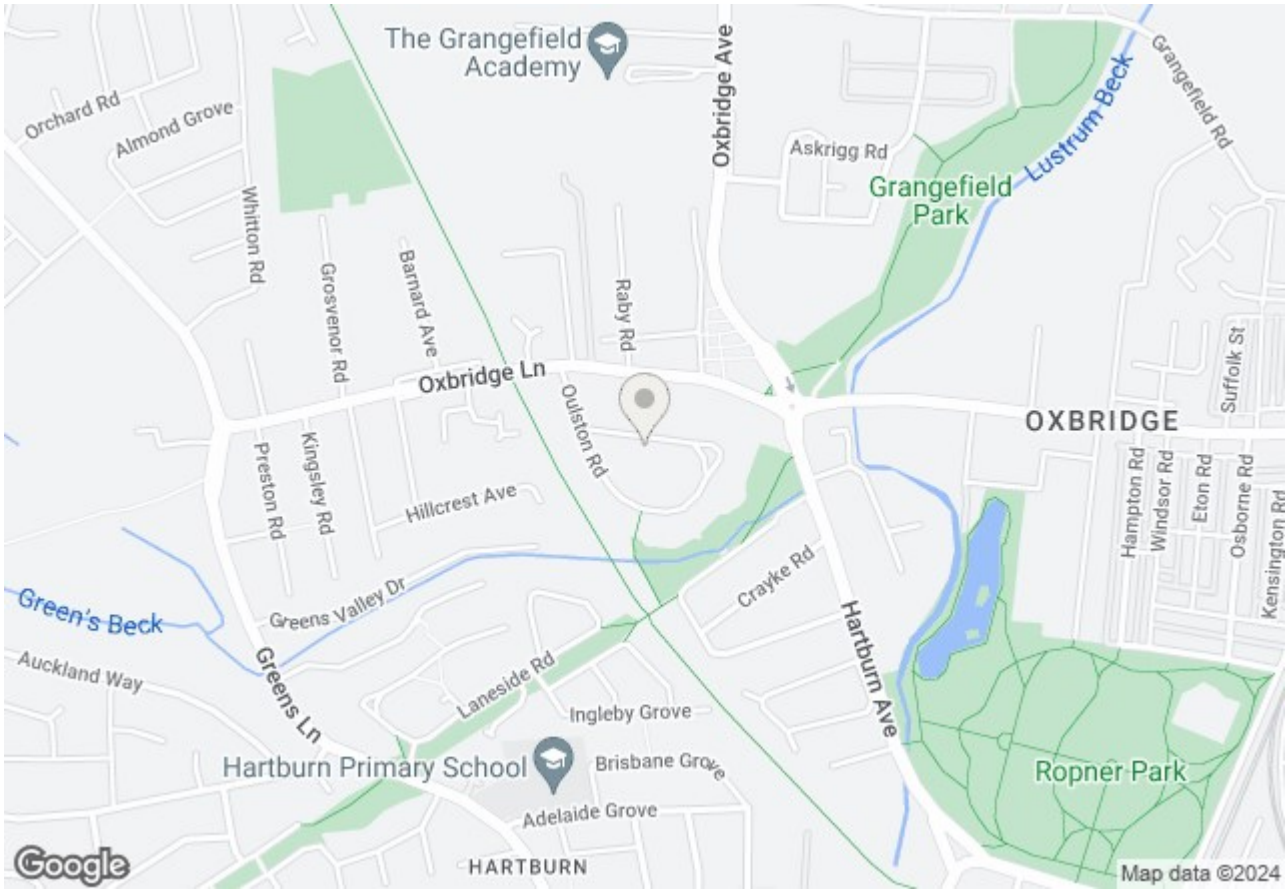 The Grangefield
Academy
Oxbridge Ave
Grangefield Rd
Lustrum Beck
Orchard Rd
Almond Grove
Askrigg Rd
Grangefield
Park
Whitton Rd
Grosvenor Rd
Barnard Ave
Raby Rd
Suffolk St
Oxbridge Ln
Oulston Rd
OXBRIDGE
Preston Rd
Kingsley Rd
Hillcrest Ave
Hampton Rd
Windsor Rd
Eton Rd
Osborne Rd
Kensington Rd
Green's Beck
Greens Valley Dr
Crayke Rd
Hartburn Ave
Auckland Way
Greens Ln
Laneside Rd
Ingleby Grove
Hartburn Primary School
Brisbane Grove
Ropner Park
Adelaide Grove
HARTBURN
Google
Map data ©2024